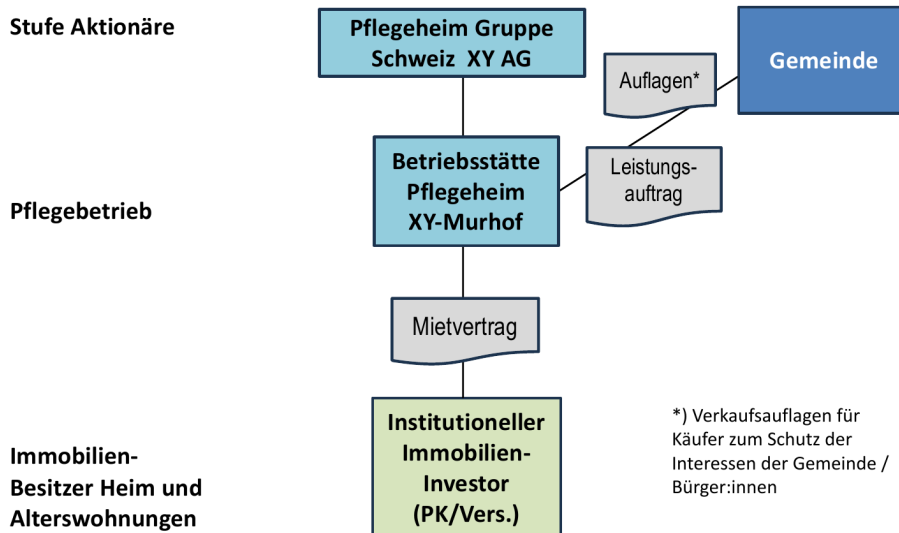 Stufe Aktionäre
Pflegeheim Gruppe
Schweiz XY AG
Gemeinde
Auflagen*
Betriebsstätte
Pflegeheim
XY-Murhof
Leistungs-
auftrag
Pflegebetrieb
Mietvertrag
Institutioneller
Immobilien-
Investor
(PK/Vers.)
Immobilien-
Besitzer Heim und
Alterswohnungen
*) Verkaufsauflagen für
Käufer zum Schutz der
Interessen der Gemeinde /
Bürger:innen